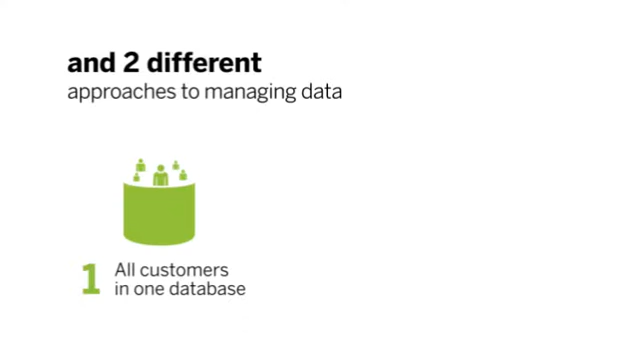 and 2 different
approaches to managing data
1 All customers
in one database